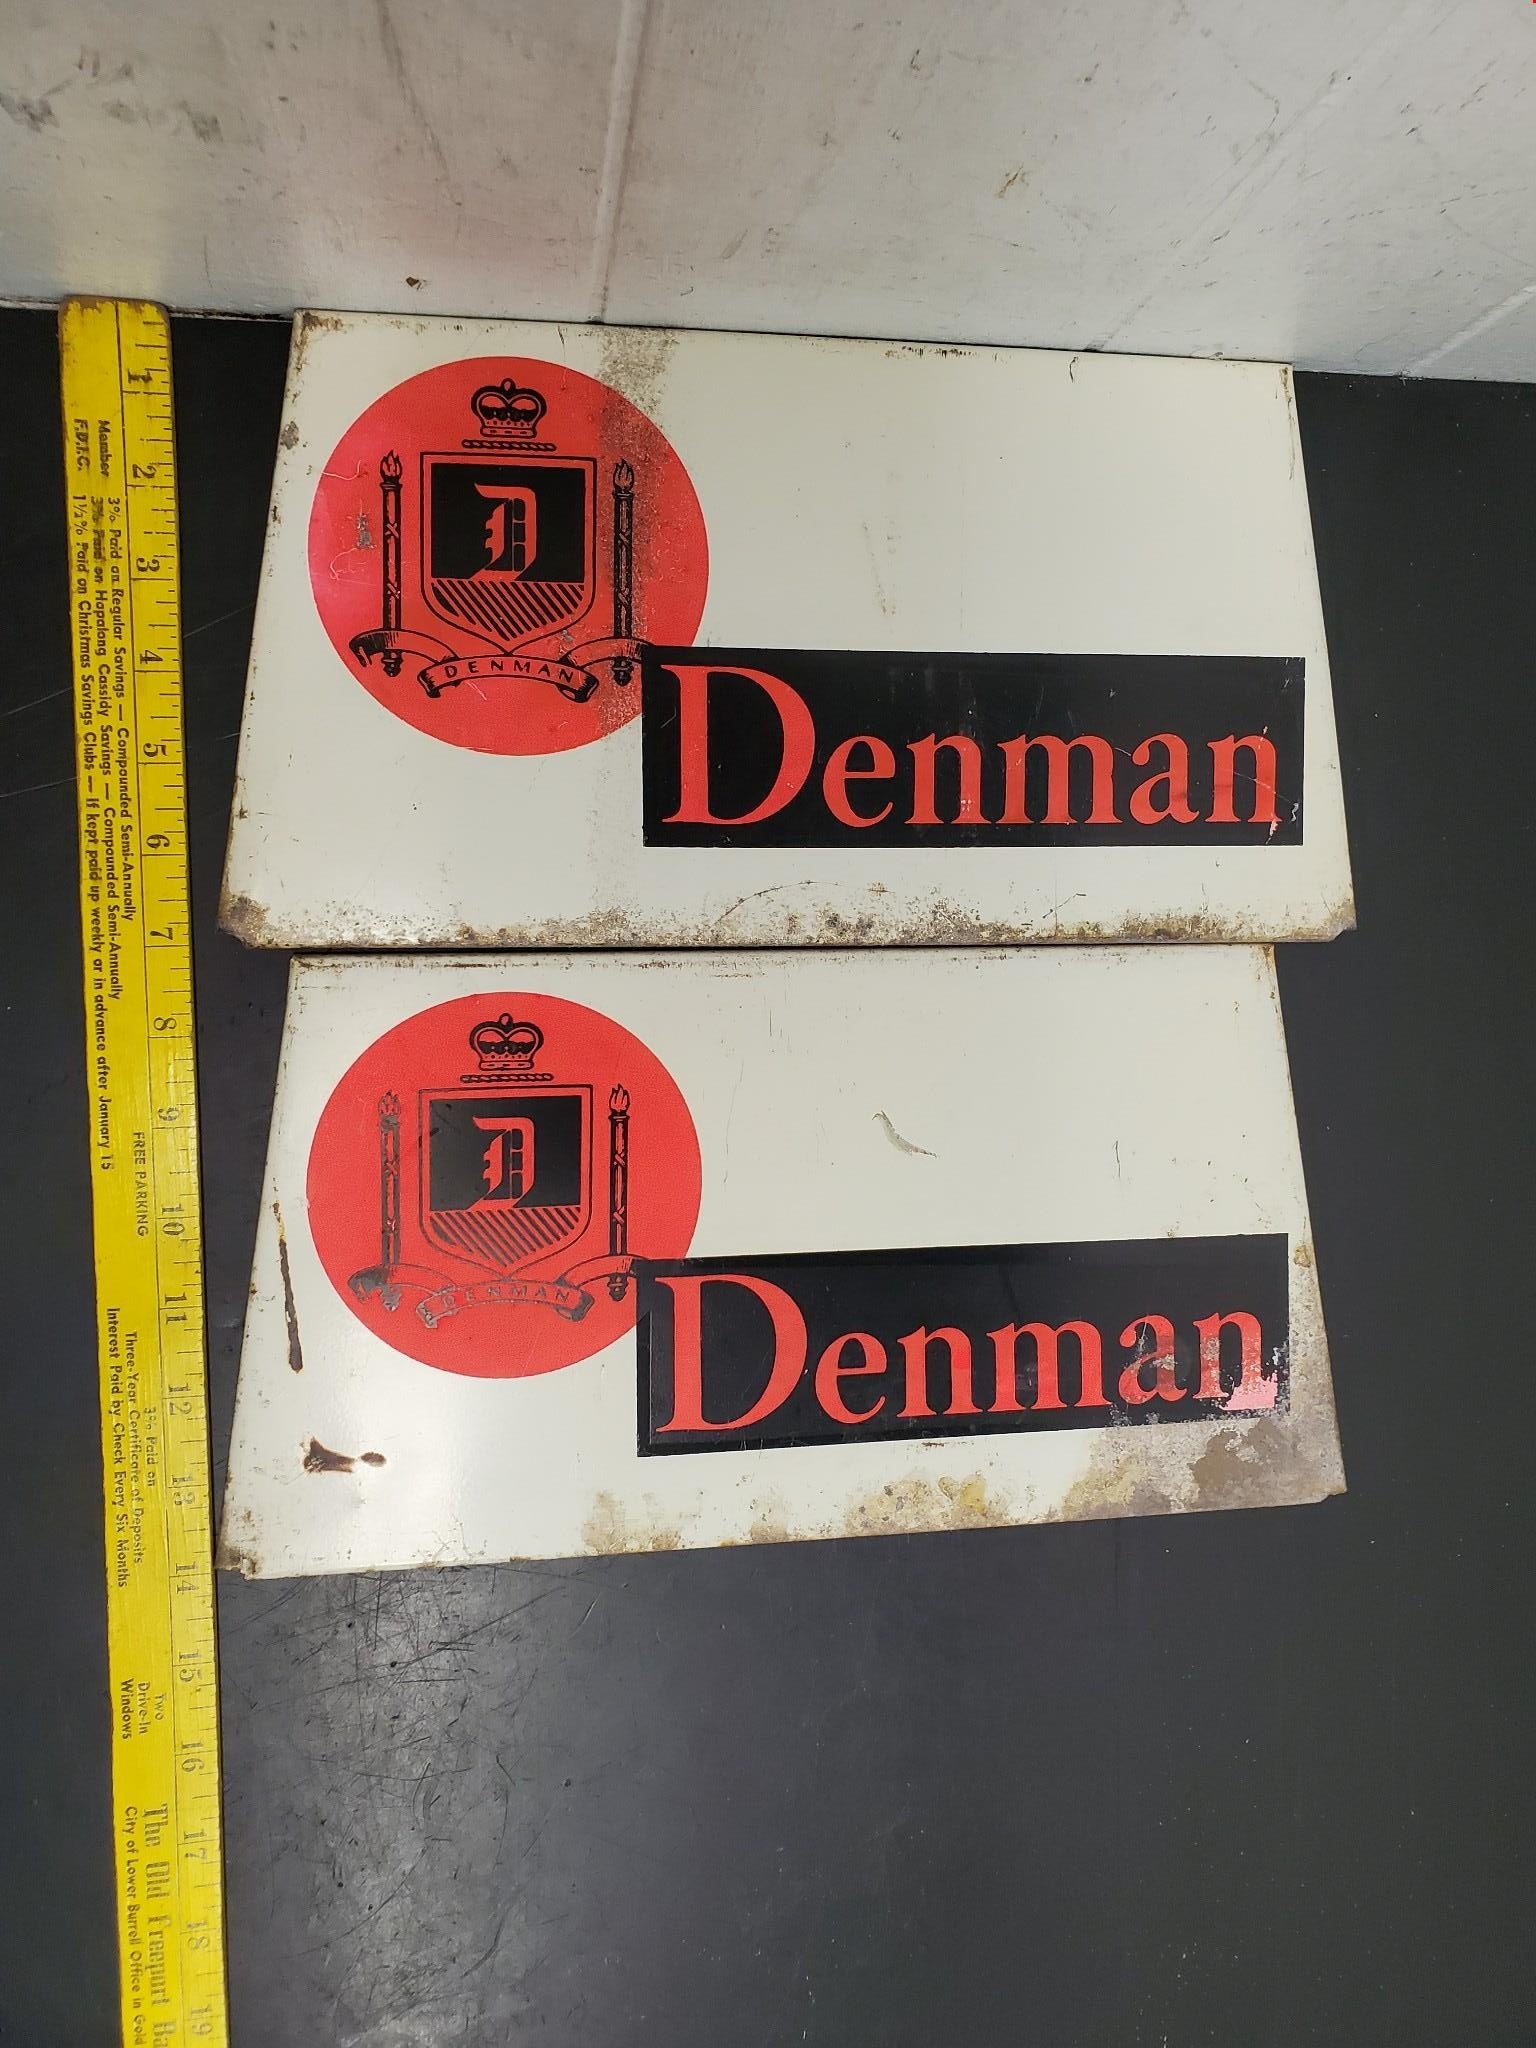 D
DENMAN
Denman
D
DENMAN
Denman
1 2 3 4 5 6 7 8 9 10 11 12 13 14 15 16 17 18 19
Member
F.D.I.C.
3% Paid on Regular Savings — Compounded Semi-Annually
3% Paid on Hopalong Cassidy Savings — Compounded Semi-Annually
1½% Paid on Christmas Savings Clubs — If kept paid up weekly or in advance after January 15
FREE PARKING
3% Paid on
Three-Year Certificate of Deposits
Interest Paid by Check Every Six Months
Two
Drive-In
Windows
The Old Freeport Ba
City of Lower Burrell Office in Gold